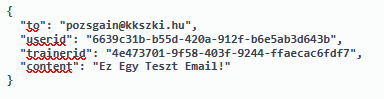 {
"to": "pozsgain@kkszki.hu",
"userid": "6639c31b-b55d-420a-912f-b6e5ab3d643b",
"trainerid": "4e473701-9f58-403f-9244-ffaecac6fdf7",
"content": "Ez Egy Teszt Email!"
}